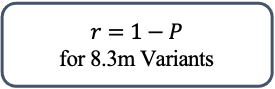 r = 1 − P
for 8.3m Variants